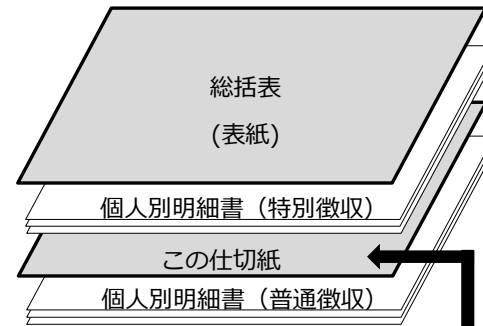 総括表
(表紙)
個人別明細書（特別徴収）
この仕切紙
個人別明細書（普通徴収）